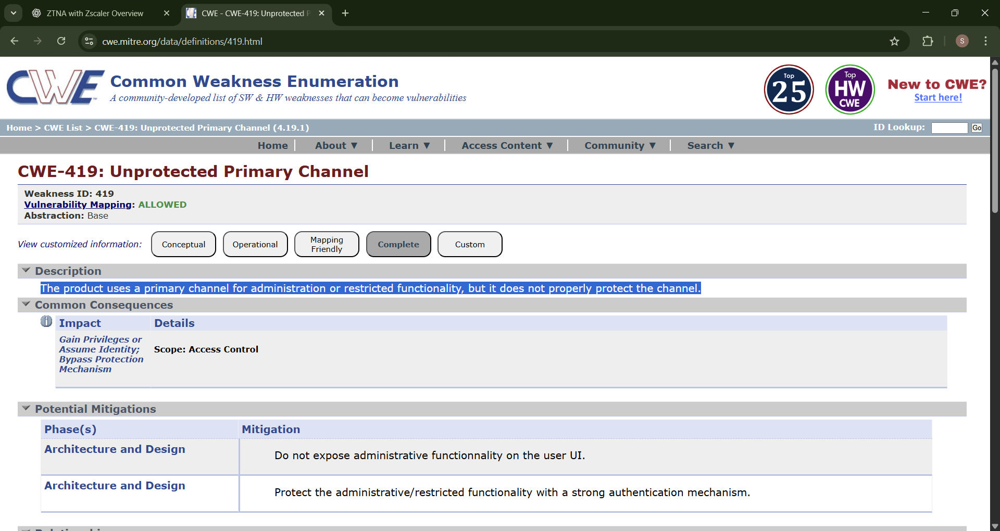 ZTNA with Zscaler Overview
CWE - CWE-419: Unprotected P
cwe.mitre.org/data/definitions/419.html
S
CWE
Common Weakness Enumeration
A community-developed list of SW & HW weaknesses that can become vulnerabilities
Top
25
Top
HW
CWE
New to CWE?
Start here!
Home > CWE List > CWE-419: Unprotected Primary Channel (4.19.1)
ID Lookup:
Go
Home
About ▼
Learn ▼
Access Content ▼
Community ▼
Search ▼
CWE-419: Unprotected Primary Channel
Weakness ID: 419
Vulnerability Mapping: ALLOWED
Abstraction: Base
View customized information:
Conceptual
Operational
Mapping
Friendly
Complete
Custom
Description
The product uses a primary channel for administration or restricted functionality, but it does not properly protect the channel.
Common Consequences
Impact
Details
Gain Privileges or
Assume Identity;
Bypass Protection
Mechanism
Scope: Access Control
Potential Mitigations
Phase(s)
Mitigation
Architecture and Design
Do not expose administrative functionnality on the user UI.
Architecture and Design
Protect the administrative/restricted functionality with a strong authentication mechanism.